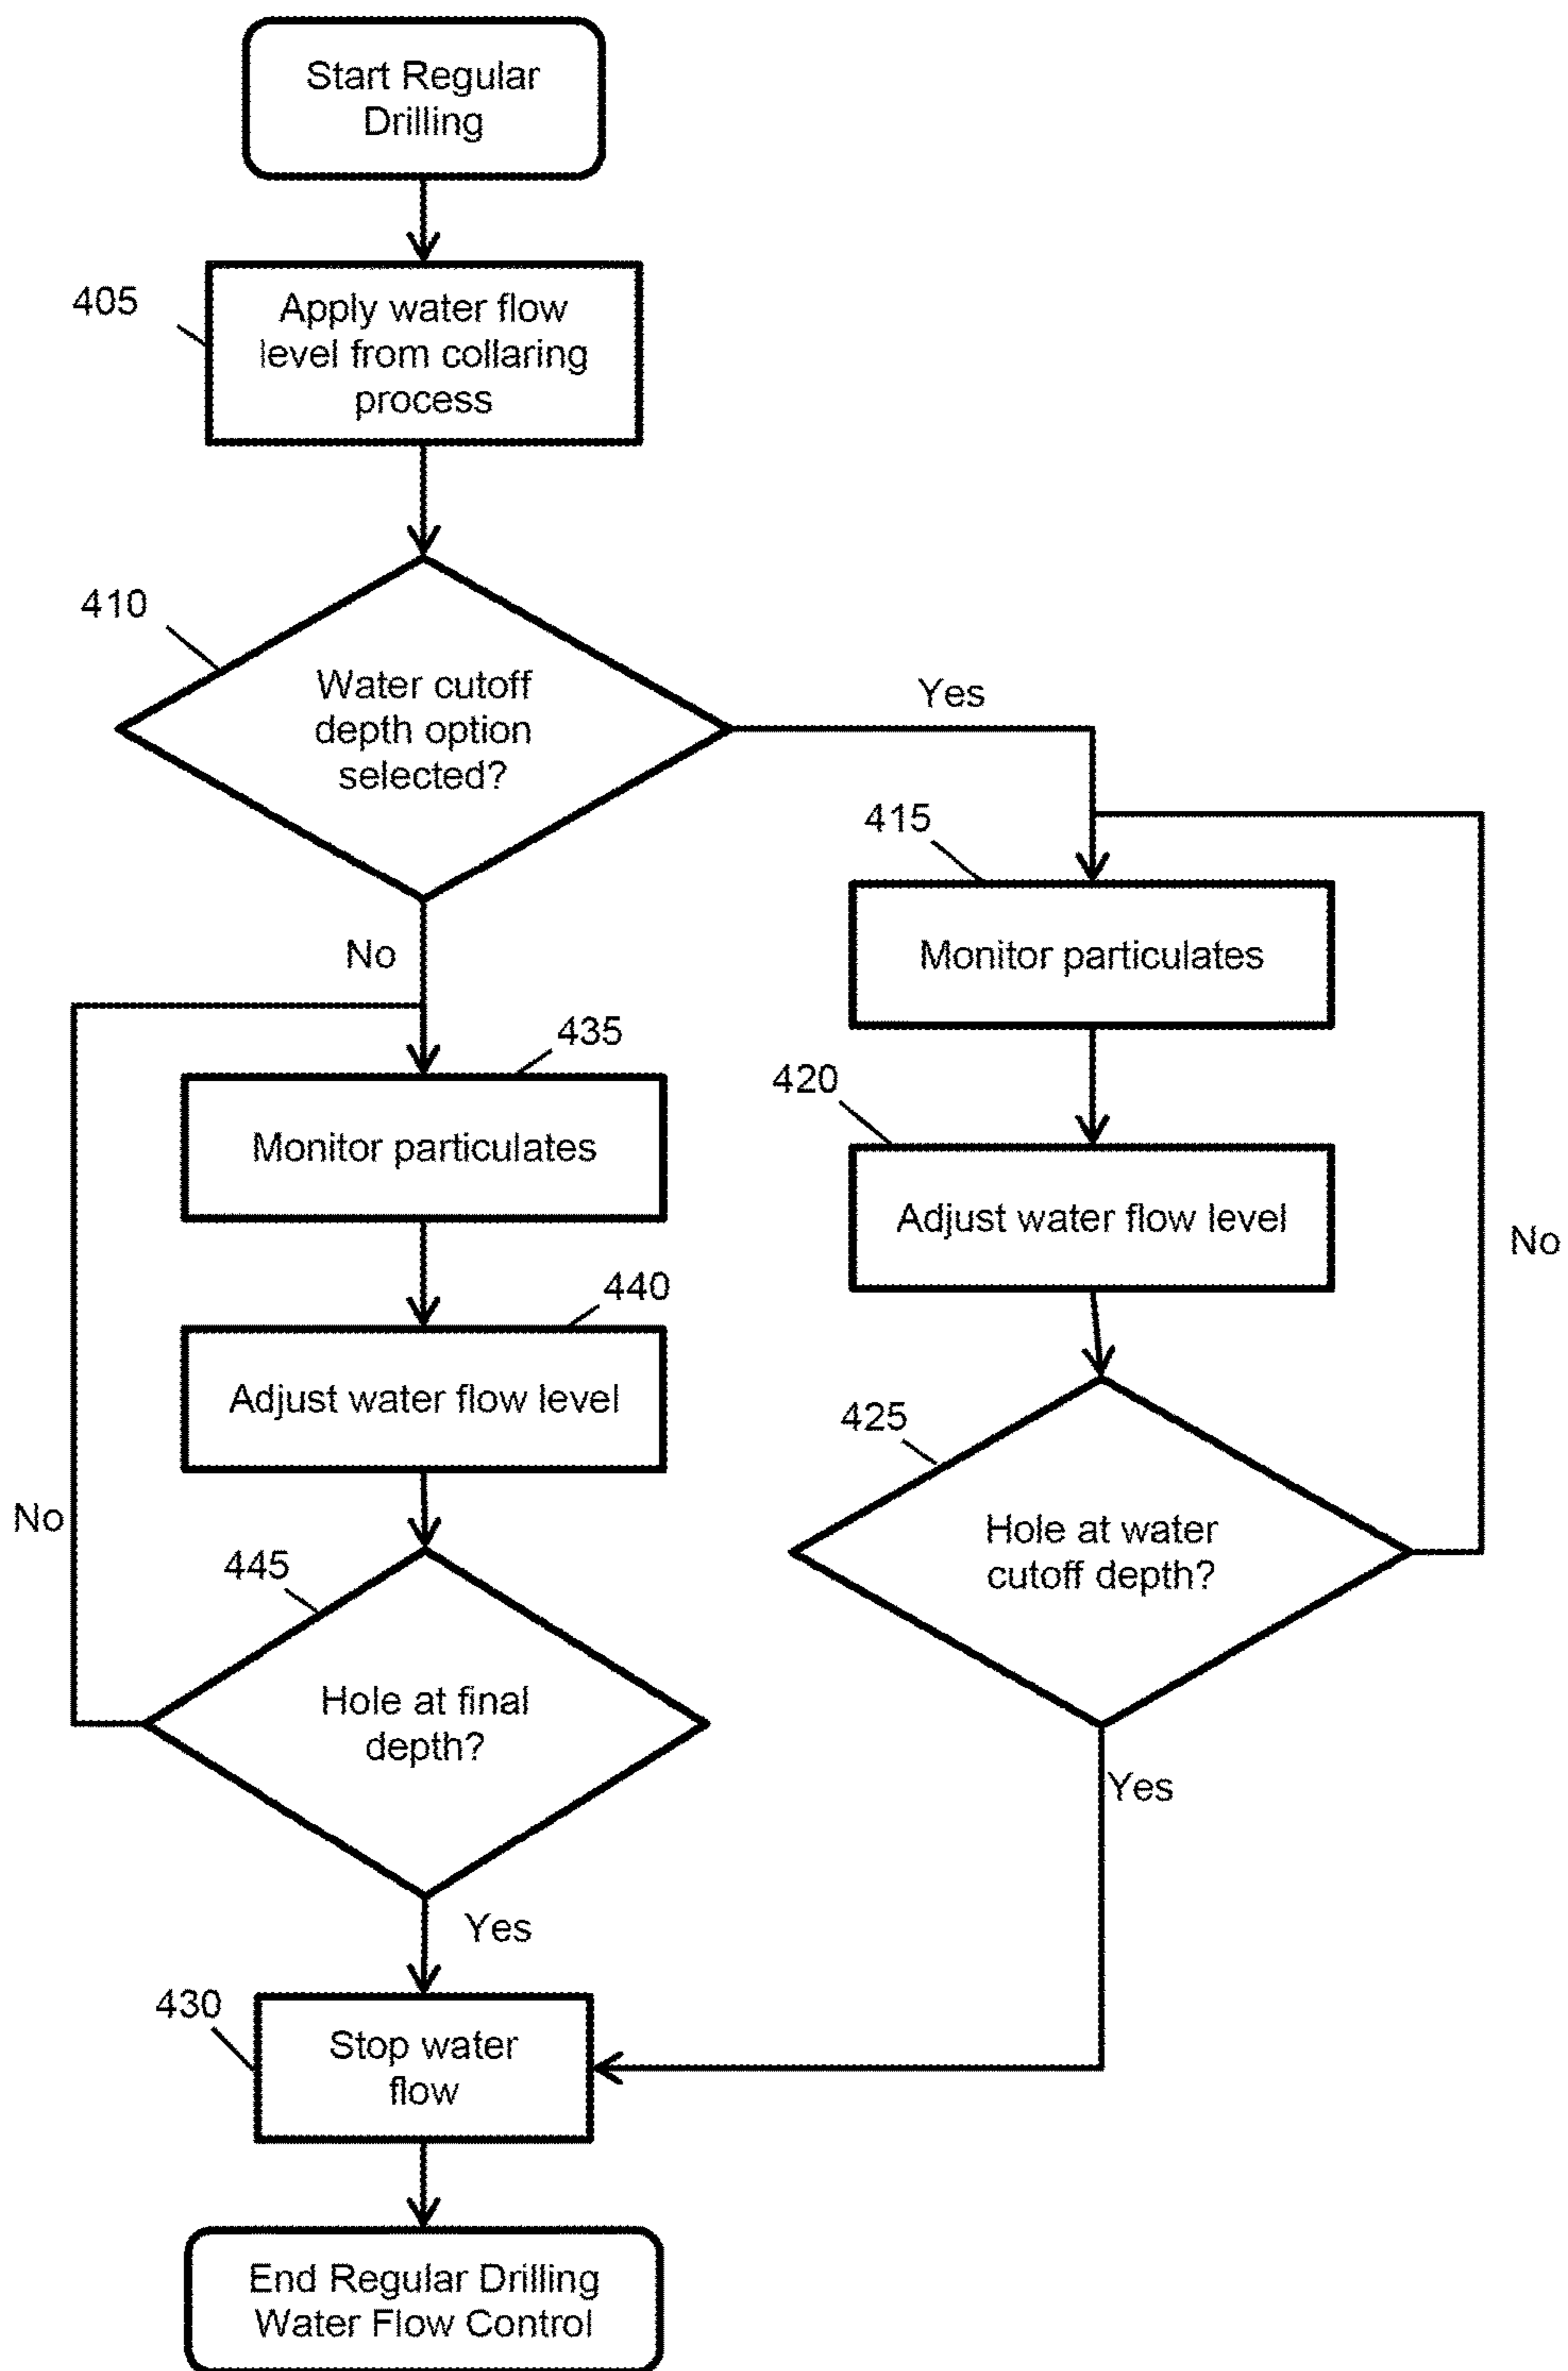 Start Regular
Drilling
405
Apply water flow
level from collaring
process
410
Water cutoff
depth option
selected?
Yes
No
415
Monitor particulates
435
Monitor particulates
420
Adjust water flow level
No
440
Adjust water flow level
425
Hole at water
cutoff depth?
No
445
Hole at final
depth?
Yes
Yes
430
Stop water
flow
End Regular Drilling
Water Flow Control